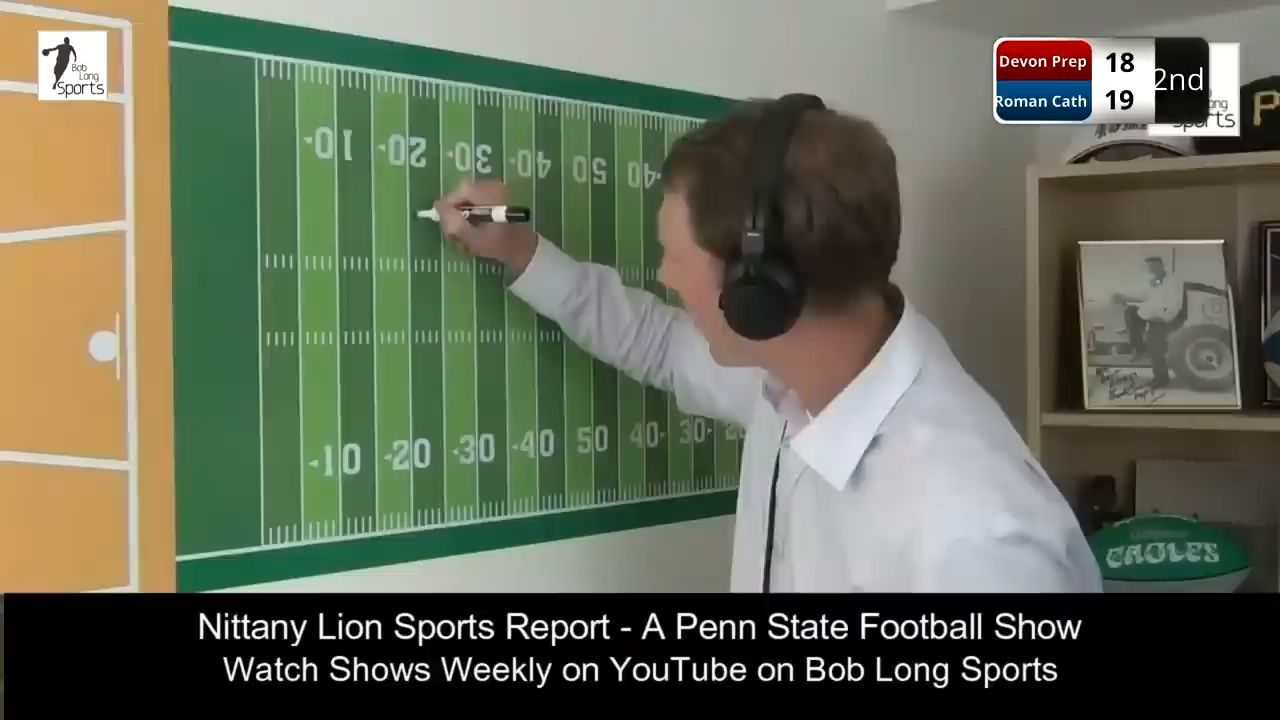 Bob
Long
Sports
Devon Prep 18
Roman Cath 19
2nd
ong
Sports
P
10 20 30 40 50 40
10 20 30 40 50 40 30
EAGLES
Nittany Lion Sports Report - A Penn State Football Show
Watch Shows Weekly on YouTube on Bob Long Sports